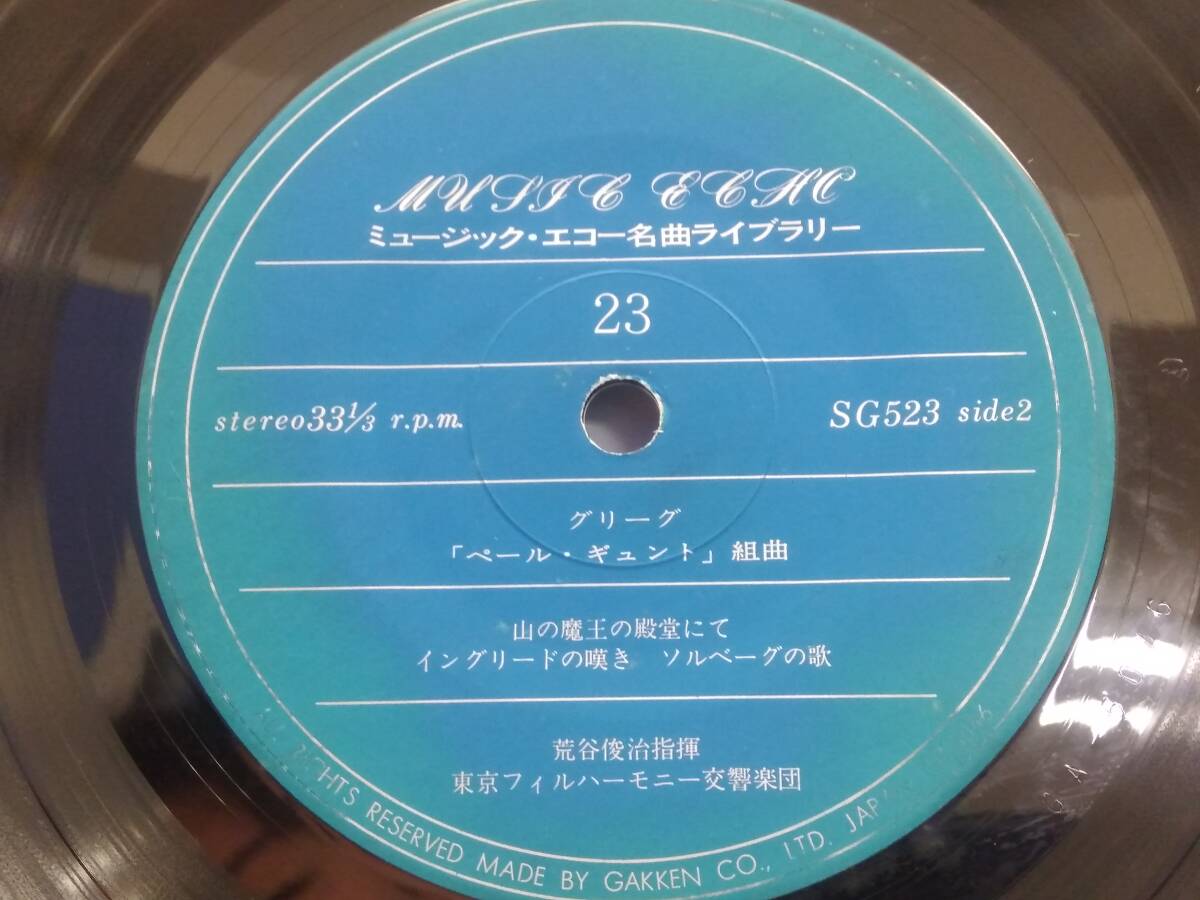 MUSIC ECHO
ミュージック・エコー名曲ライブラリー
23
stereo33⅓ r.p.m.
SG523 side2
グリーグ
「ペール・ギュント」組曲
山の魔王の殿堂にて
イングリードの嘆き ソルベーグの歌
荒谷俊治指揮
東京フィルハーモニー交響楽団
RIGHTS RESERVED MADE BY GAKKEN CO., LTD. JAPAN